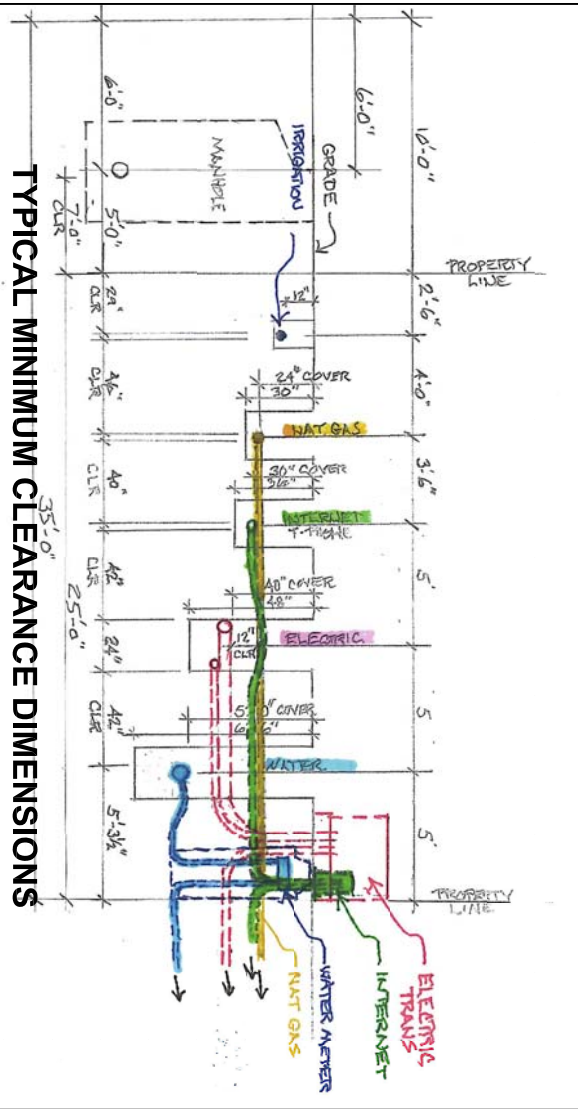 10'-0"
PROPERTY
LINE
2'-6"
4'-0"
3'-6"
5'
5'
5'
PROPERTY
LINE
6'-0"
GRADE
IRRIGATION
MANHOLE
12"
24" COVER
30"
NAT. GAS
30" COVER
36"
INTERNET
40" COVER
48"
ELECTRIC
12"
CLR
WATER
ELECTRIC
TRANS
INTERNET
WATER METER
NAT GAS
6'-0"
5'-0"
7'-0"
CLR
29"
CLR
CLR
40"
CLR
42"
CLR
24"
42"
CLR
5'-3½"
35'-0"
25'-0"
TYPICAL MINIMUM CLEARANCE DIMENSIONS